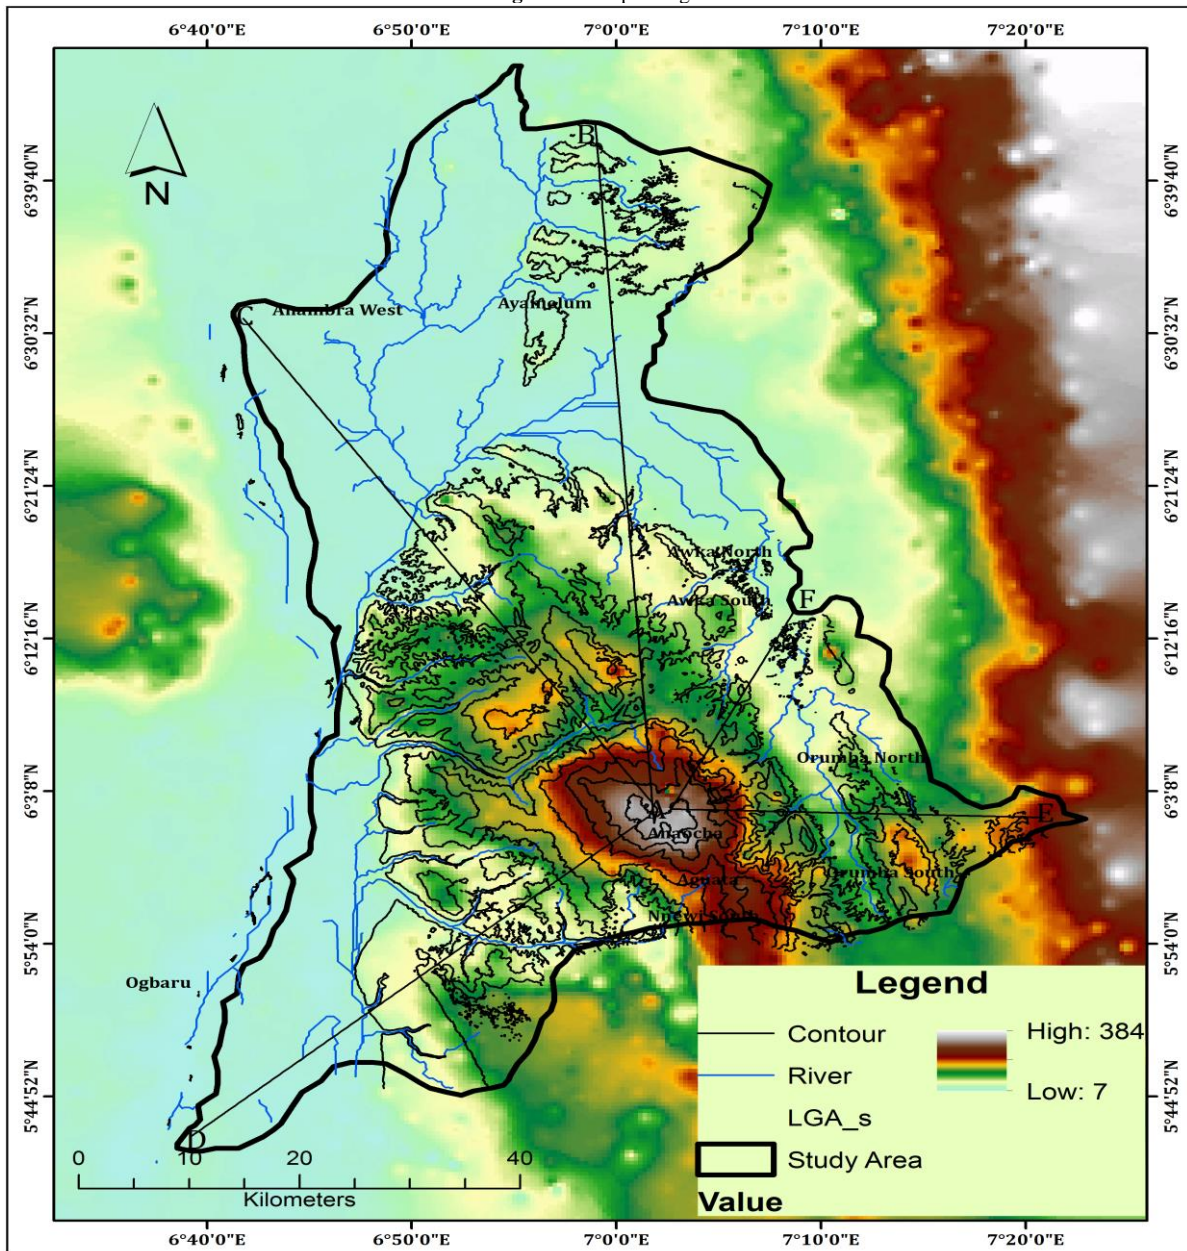 6°40'0"E 6°50'0"E 7°0'0"E 7°10'0"E 7°20'0"E
6°39'40"N
6°30'32"N
6°21'24"N
6°12'16"N
6°3'8"N
5°54'0"N
5°44'52"N
N
B
Anambra West
Ayamelum
C
Awka North
Awka South
F
Orumba North
A
E
Anaocha
Aguata
Orumba South
Nnewi South
Ogbaru
D
0 10 20 40
Kilometers
Legend
Contour
River
LGA_s
Study Area
Value
High: 384
Low: 7
6°39'40"N
6°30'32"N
6°21'24"N
6°12'16"N
6°3'8"N
5°54'0"N
5°44'52"N
6°40'0"E 6°50'0"E 7°0'0"E 7°10'0"E 7°20'0"E